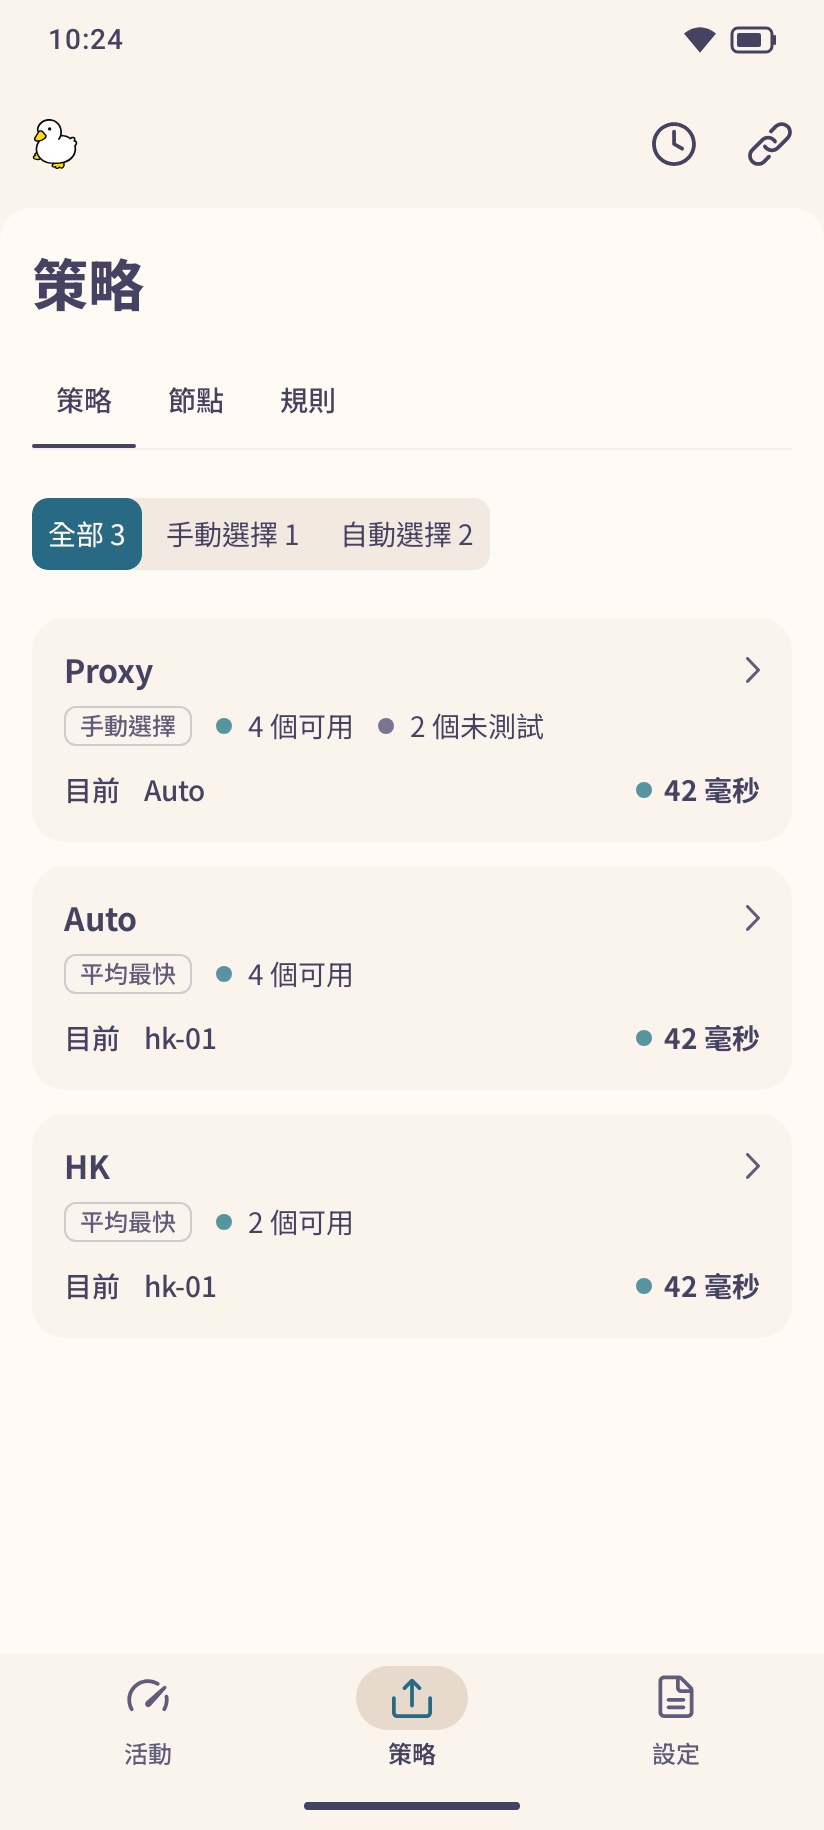 10:24
策略
策略 節點 規則
全部 3 手動選擇 1 自動選擇 2
Proxy
手動選擇 4 個可用 2 個未測試
目前 Auto 42 毫秒
Auto
平均最快 4 個可用
目前 hk-01 42 毫秒
HK
平均最快 2 個可用
目前 hk-01 42 毫秒
活動 策略 設定